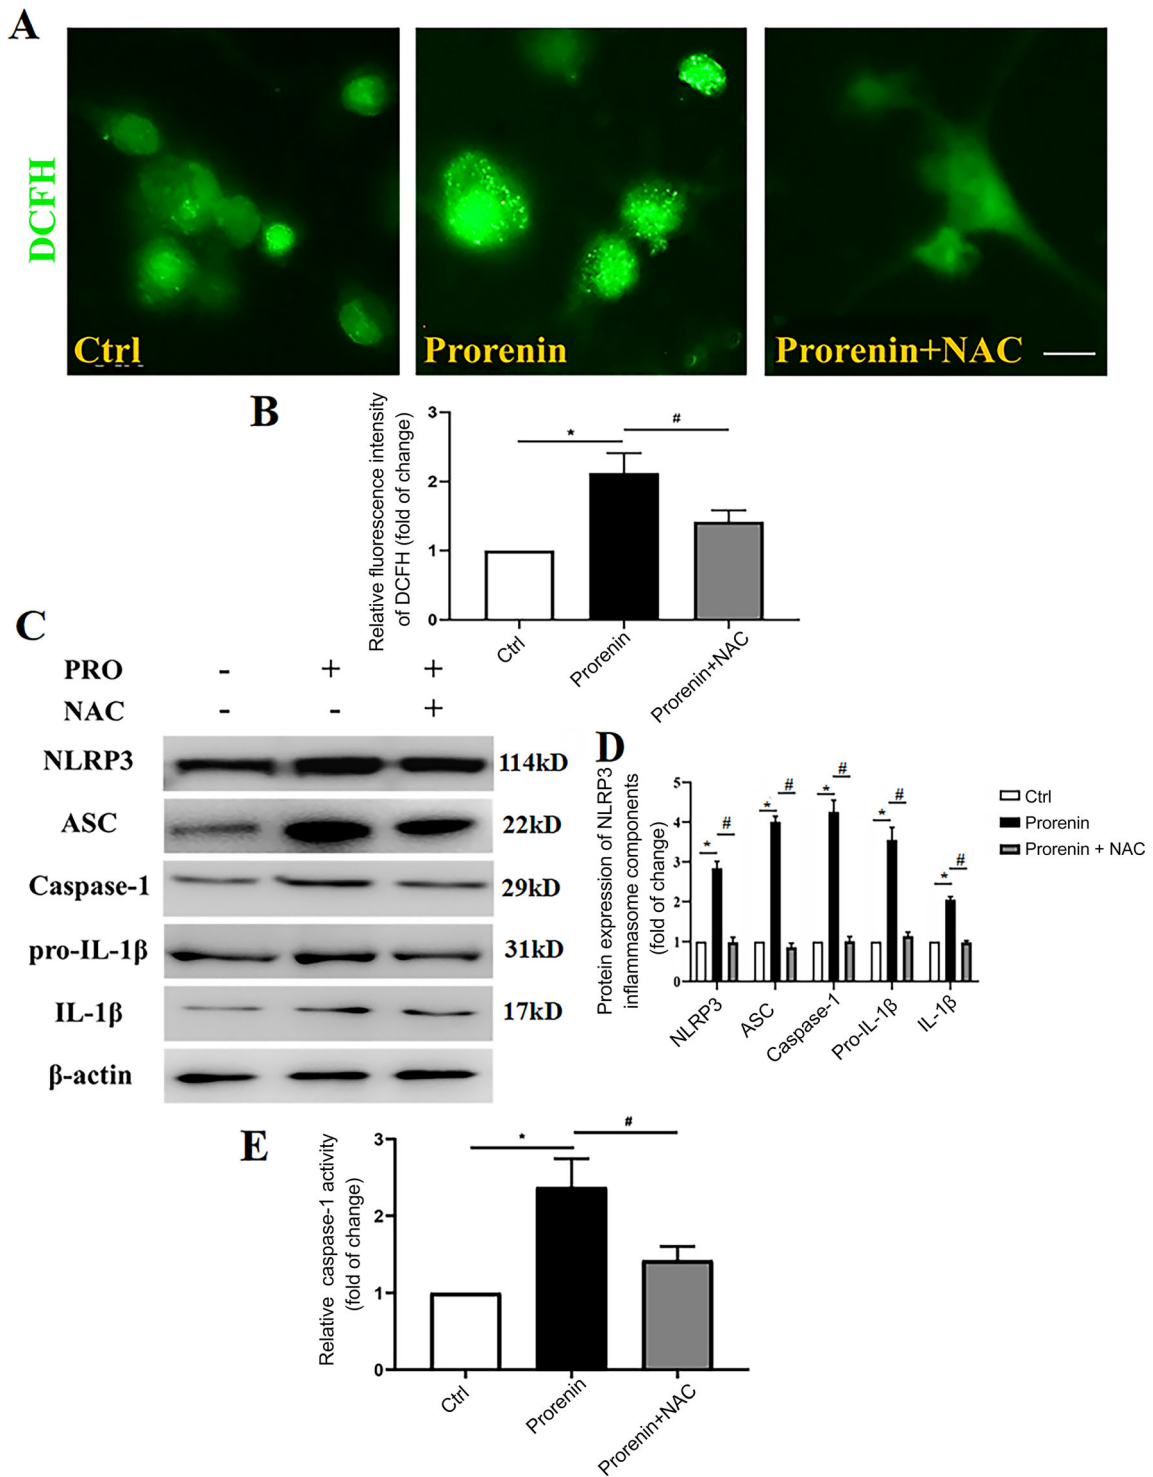 A
DCFH
Ctrl
Prorenin
Prorenin+NAC
B
Relative fluorescence intensity
of DCFH (fold of change)
3
2
1
0
*
#
Ctrl
Prorenin
Prorenin+NAC
C
PRO - + +
NAC - - +
NLRP3 114kD
ASC 22kD
Caspase-1 29kD
pro-IL-1β 31kD
IL-1β 17kD
β-actin
D
Protein expression of NLRP3
inflammasome components
(fold of change)
5
4
3
2
1
0
* #
* #
* #
* #
* #
NLRP3
ASC
Caspase-1
Pro-IL-1β
IL-1β
Ctrl
Prorenin
Prorenin + NAC
E
Relative caspase-1 activity
(fold of change)
3
2
1
0
*
#
Ctrl
Prorenin
Prorenin+NAC